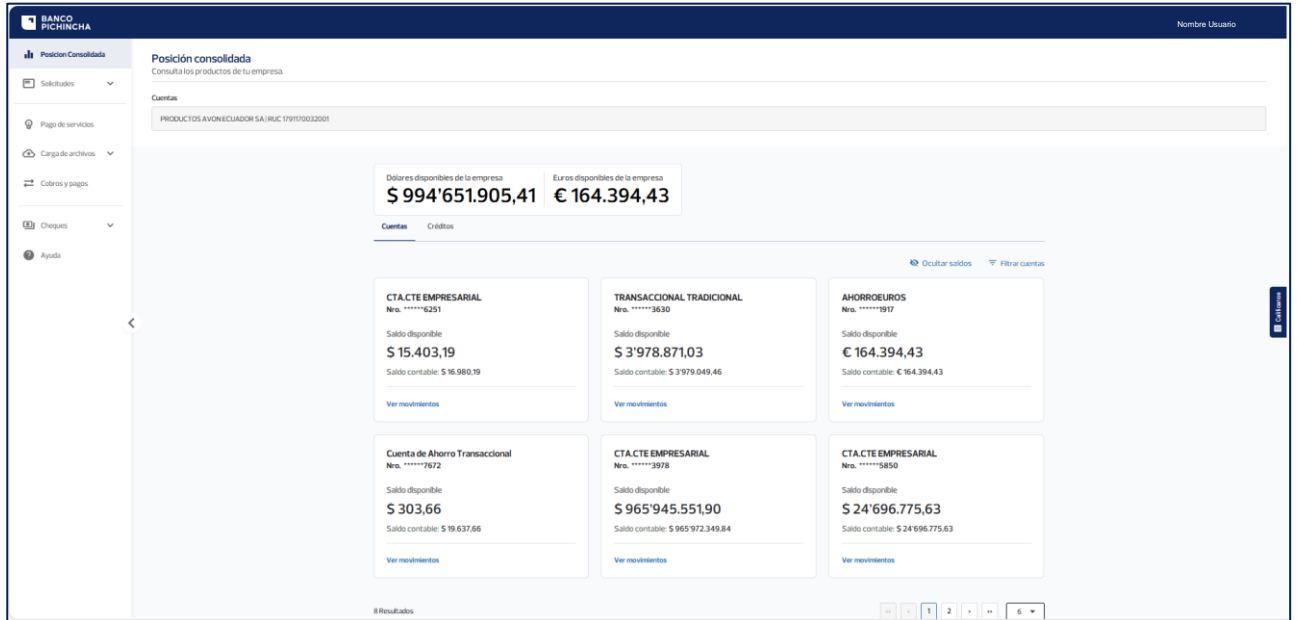 BANCO
PICHINCHA
Nombre Usuario
Posicion Consolidada
Solicitudes
Pago de servicios
Carga de archivos
Cobros y pagos
Cheques
Ayuda
Posición consolidada
Consulta los productos de tu empresa.
Cuentas
PRODUCTOS AVON ECUADOR SA | RUC 1791170032001
Dólares disponibles de la empresa
$ 994'651.905,41
Euros disponibles de la empresa
€ 164.394,43
Cuentas
Créditos
Ocultar saldos
Filtrar cuentas
CTA.CTE EMPRESARIAL
Nro. ******6251
Saldo disponible
$ 15.403,19
Saldo contable: $ 16.980,19
Ver movimientos
TRANSACCIONAL TRADICIONAL
Nro. ******3630
Saldo disponible
$ 3'978.871,03
Saldo contable: $ 3'979.049,46
Ver movimientos
AHORROEUROS
Nro. ******1917
Saldo disponible
€ 164.394,43
Saldo contable: € 164.394,43
Ver movimientos
Cuenta de Ahorro Transaccional
Nro. ******7672
Saldo disponible
$ 303,66
Saldo contable: $ 19.637,66
Ver movimientos
CTA.CTE EMPRESARIAL
Nro. ******3978
Saldo disponible
$ 965'945.551,90
Saldo contable: $ 965'972.349,84
Ver movimientos
CTA.CTE EMPRESARIAL
Nro. ******5850
Saldo disponible
$ 24'696.775,63
Saldo contable: $ 24'696.775,63
Ver movimientos
Califícanos
8 Resultados
‹‹ ‹ 1 2 › ›› 6